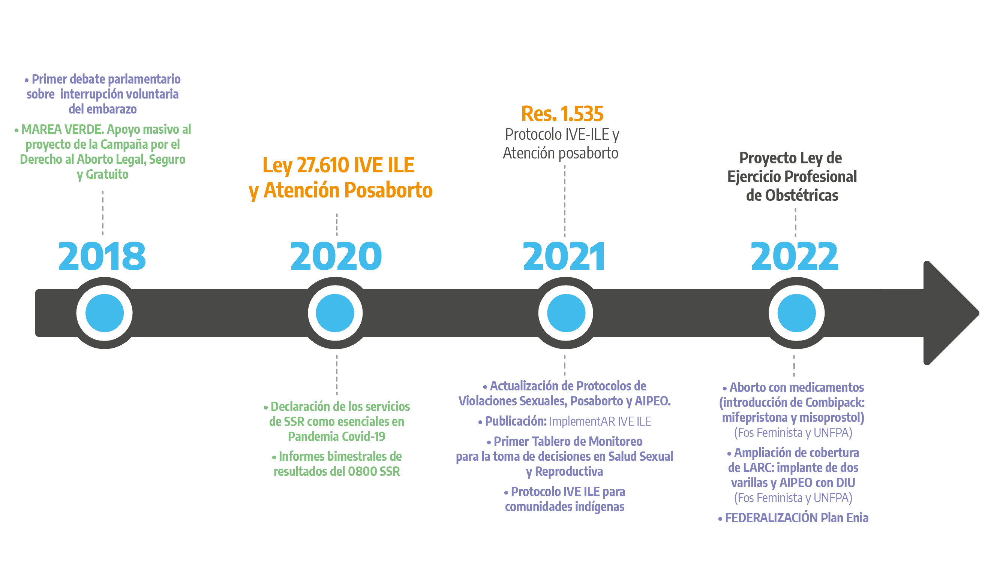 • Primer debate parlamentario
sobre interrupción voluntaria
del embarazo
• MAREA VERDE. Apoyo masivo al
proyecto de la Campaña por el
Derecho al Aborto Legal, Seguro
y Gratuito
2018
Ley 27.610 IVE ILE
y Atención Posaborto
2020
• Declaración de los servicios
de SSR como esenciales en
Pandemia Covid-19
• Informes bimestrales de
resultados del 0800 SSR
Res. 1.535
Protocolo IVE-ILE y
Atención posaborto
2021
• Actualización de Protocolos de
Violaciones Sexuales, Posaborto y AIPEO.
• Publicación: ImplementAR IVE ILE
• Primer Tablero de Monitoreo
para la toma de decisiones en Salud Sexual
y Reproductiva
• Protocolo IVE ILE para
comunidades indígenas
Proyecto Ley de
Ejercicio Profesional
de Obstétricas
2022
• Aborto con medicamentos
(introducción de Combipack:
mifepristona y misoprostol)
(Fos Feminista y UNFPA)
• Ampliación de cobertura
de LARC: implante de dos
varillas y AIPEO con DIU
(Fos Feminista y UNFPA)
• FEDERALIZACIÓN Plan Enia